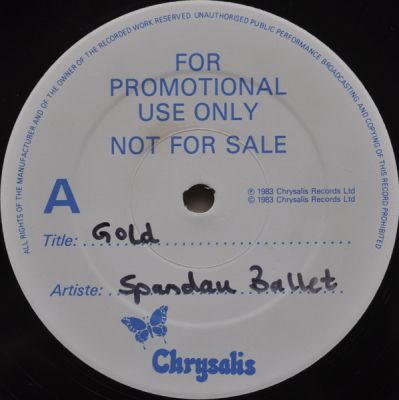 ALL RIGHTS OF THE MANUFACTURER AND OF THE OWNER OF THE RECORDED WORK RESERVED. UNAUTHORISED PUBLIC PERFORMANCE BROADCASTING AND COPYING OF THIS RECORD PROHIBITED
FOR
PROMOTIONAL
USE ONLY
NOT FOR SALE
A
℗ 1983 Chrysalis Records Ltd
© 1983 Chrysalis Records Ltd
Title: Gold
Artiste: Spandau Ballet
Chrysalis